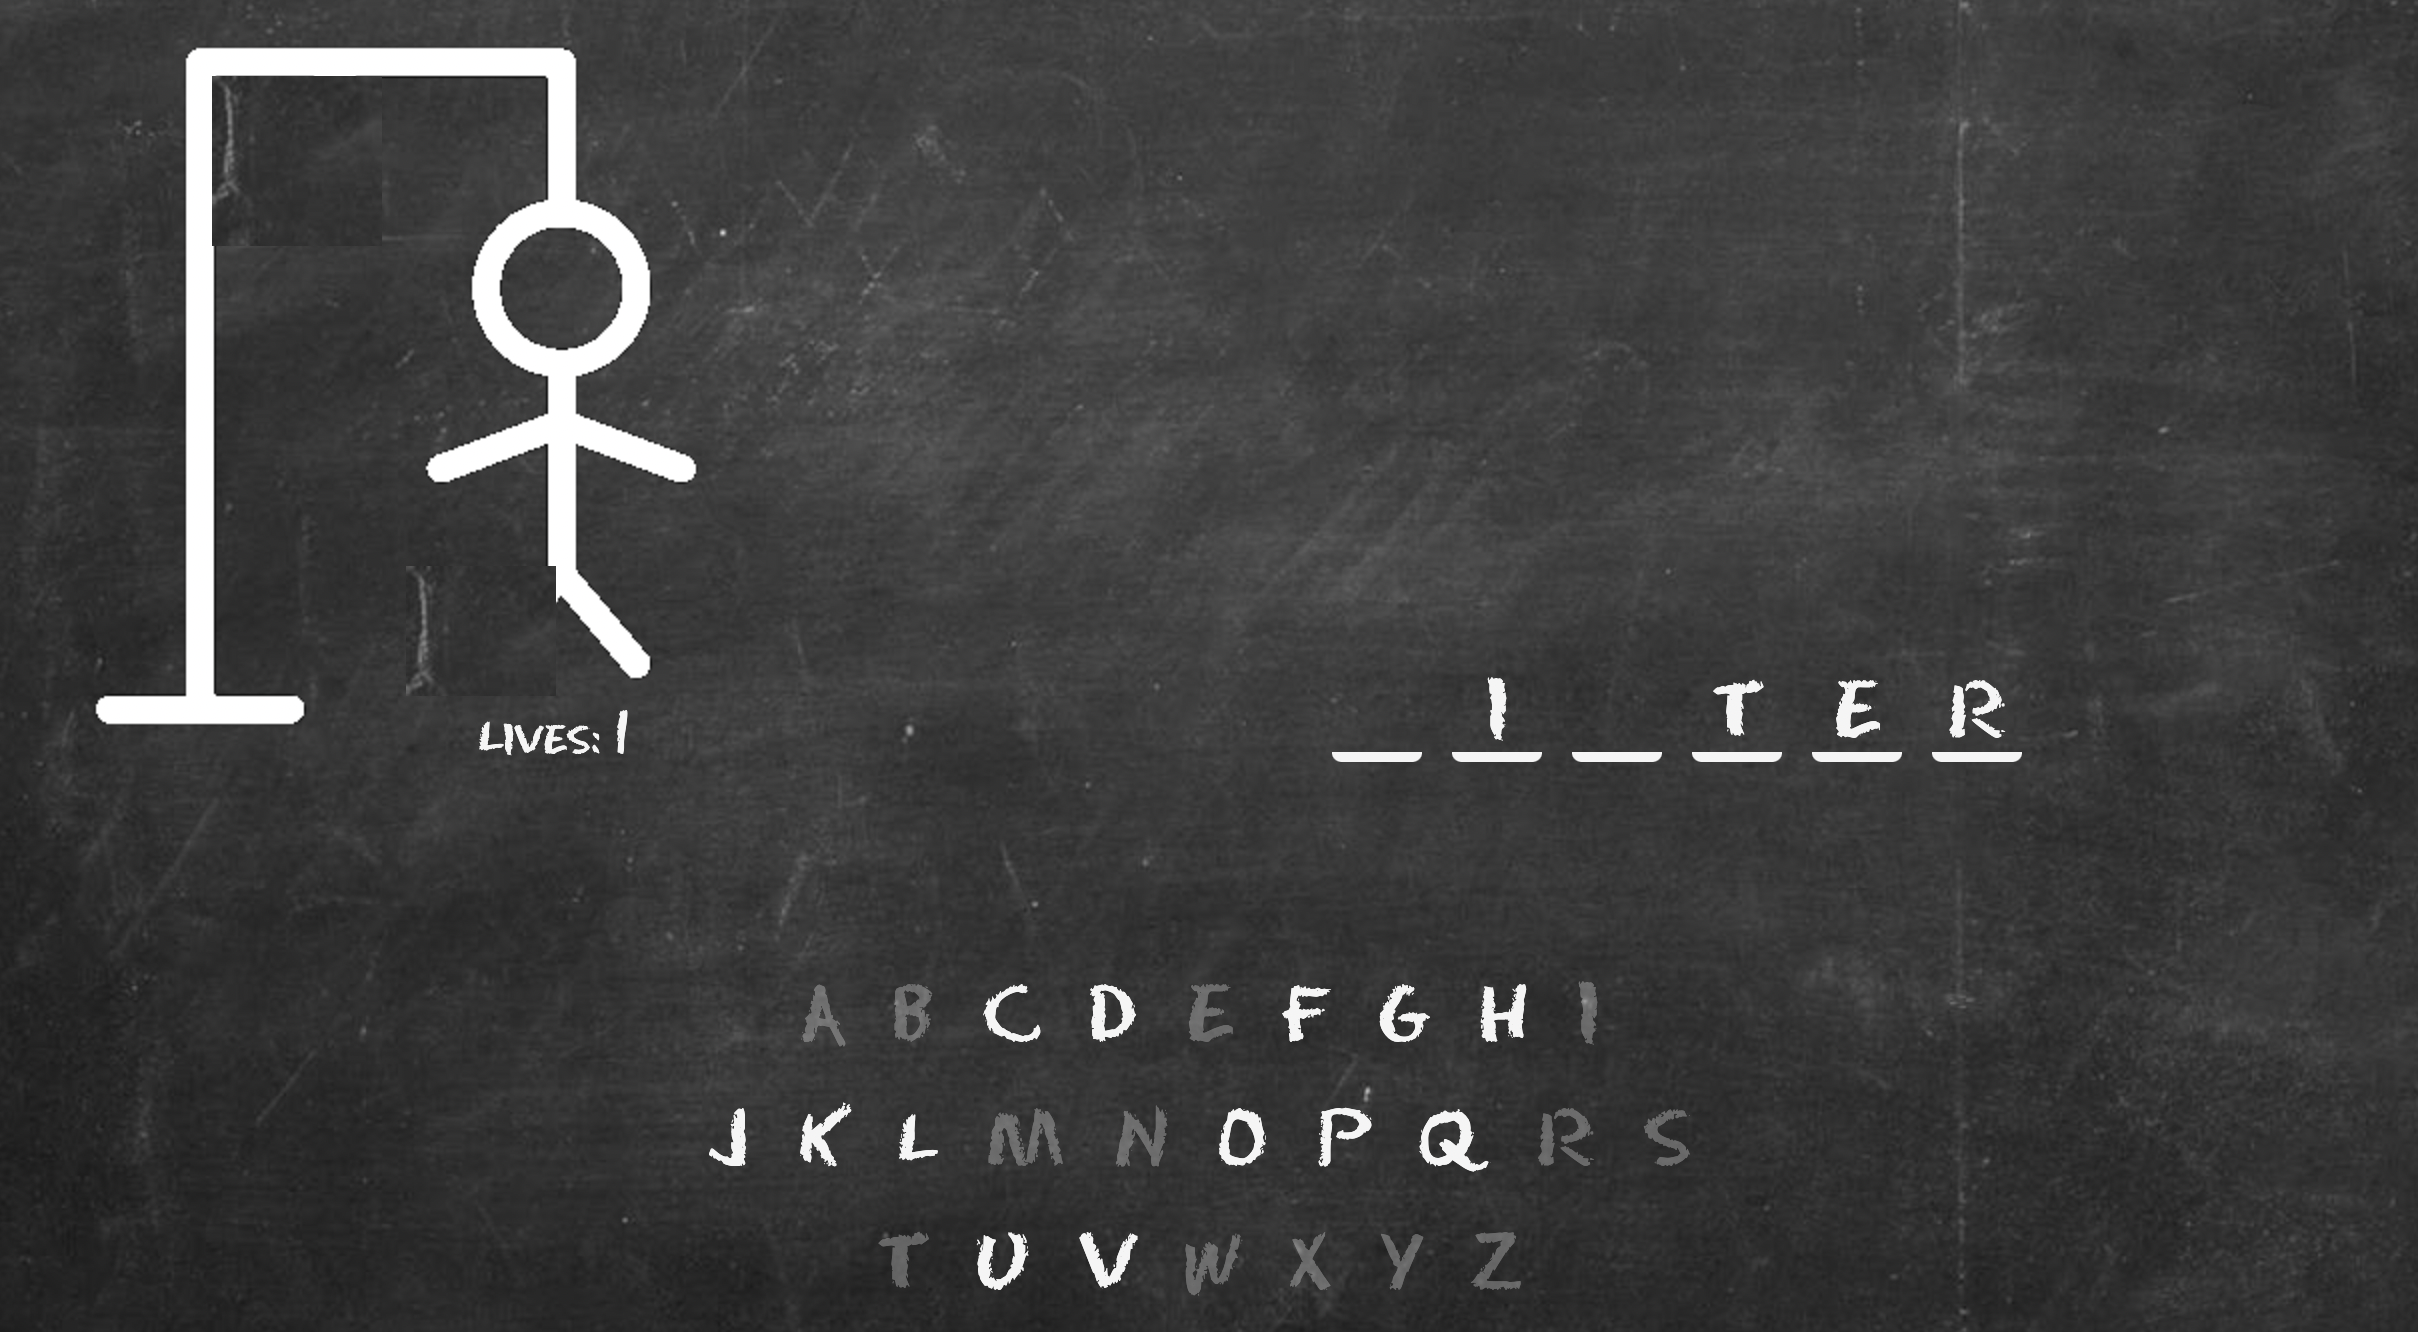 _ I _ T E R
LIVES: 1
A B C D E F G H I
J K L M N O P Q R S
T U V W X Y Z